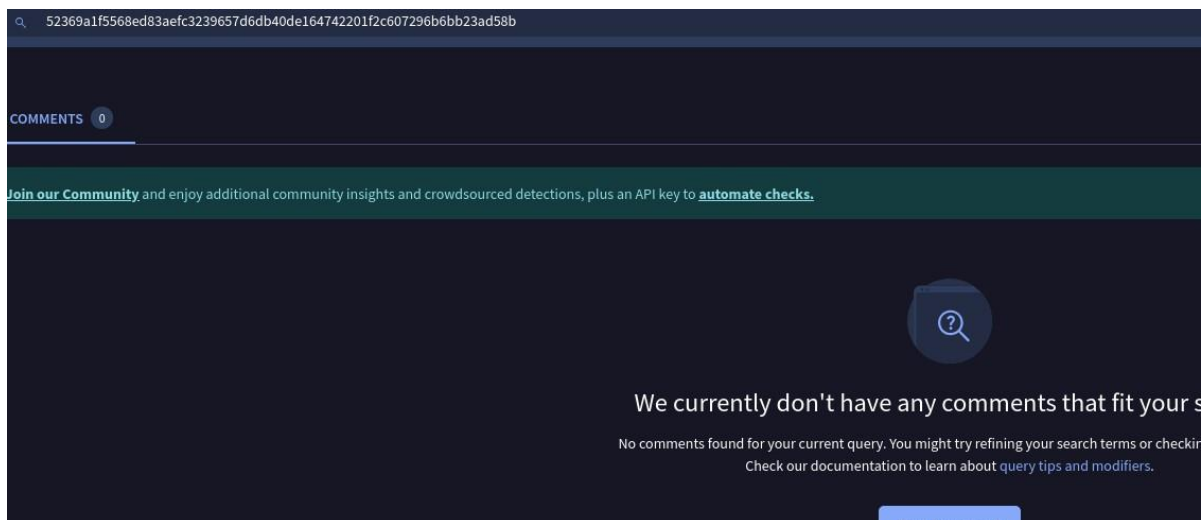 52369a1f5568ed83aefc3239657d6db40de164742201f2c607296b6bb23ad58b
COMMENTS 0
Join our Community and enjoy additional community insights and crowdsourced detections, plus an API key to automate checks.
We currently don't have any comments that fit your s
No comments found for your current query. You might try refining your search terms or checkin
Check our documentation to learn about query tips and modifiers.